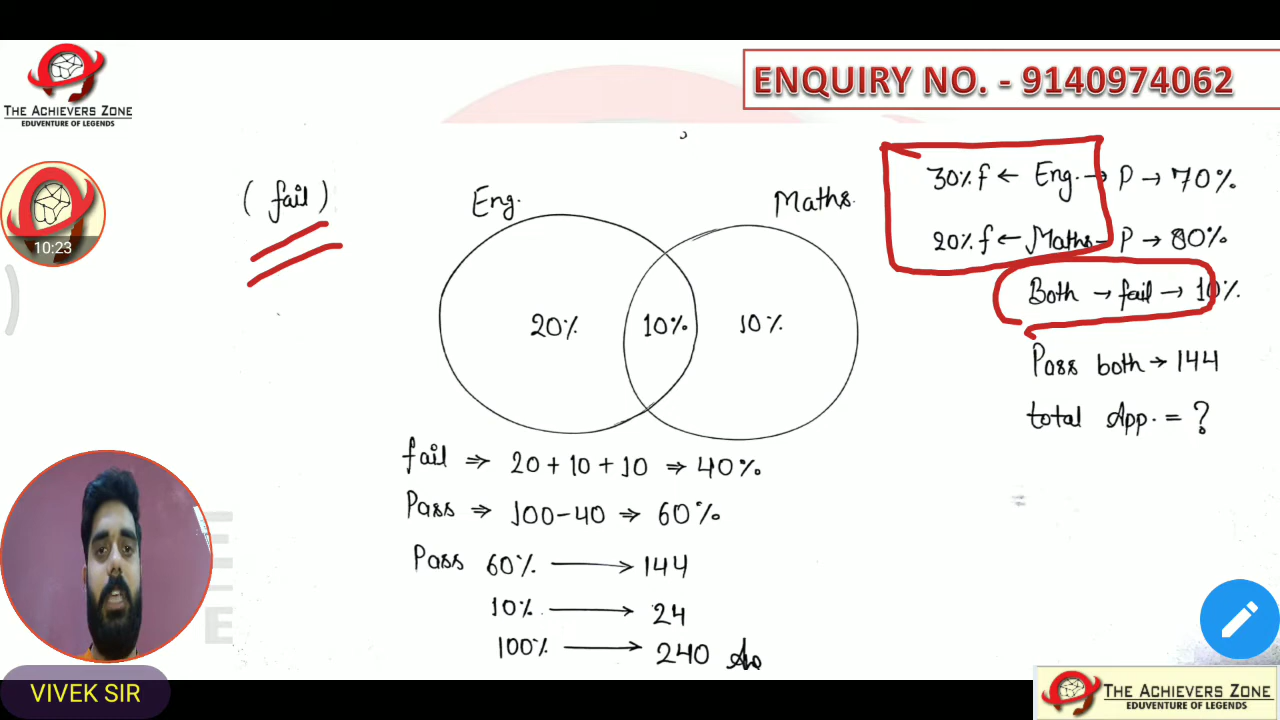 THE ACHIEVERS ZONE
EDUVENTURE OF LEGENDS
ENQUIRY NO. - 9140974062
10:23
(fail)
Eng.
Maths.
30% f ← Eng. → P → 70%
20% f ← Maths → P → 80%
Both → fail → 10%.
Pass both → 144
total App. = ?
20%
10%
10%
fail ⇒ 20 + 10 + 10 ⇒ 40%
Pass ⇒ 100 - 40 ⇒ 60%
Pass 60% → 144
10% → 24
100% → 240 Ans
VIVEK SIR
THE ACHIEVERS ZONE
EDUVENTURE OF LEGENDS